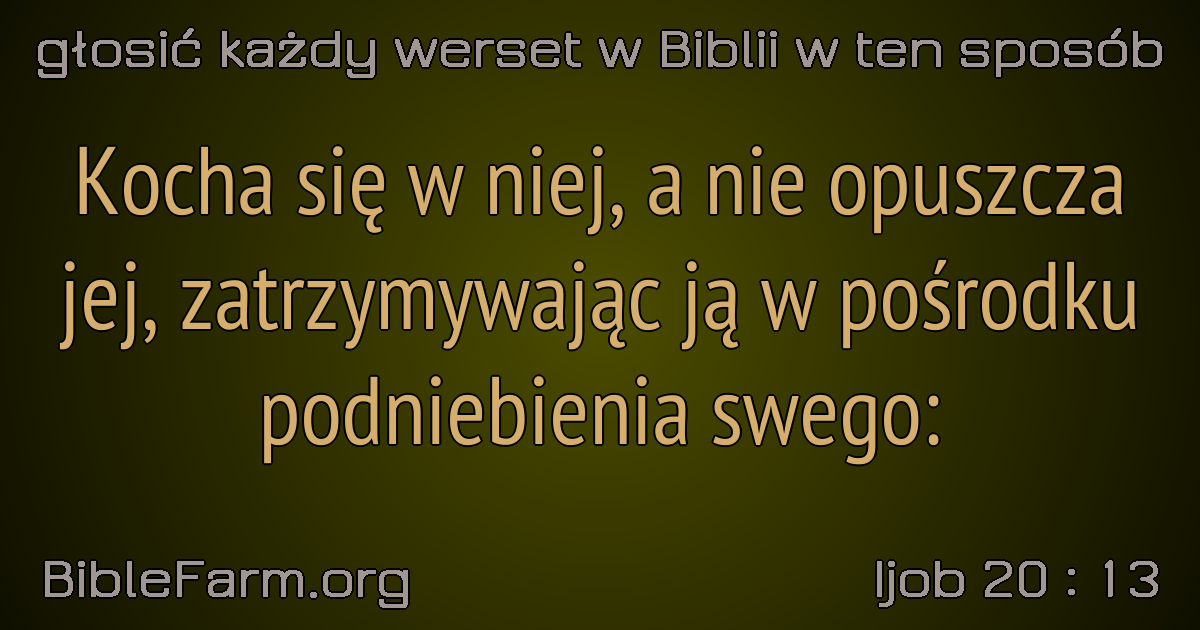 głosić każdy werset w Biblii w ten sposób
Kocha się w niej, a nie opuszcza
jej, zatrzymywając ją w pośrodku
podniebienia swego:
BibleFarm.org
Ijob 20 : 13